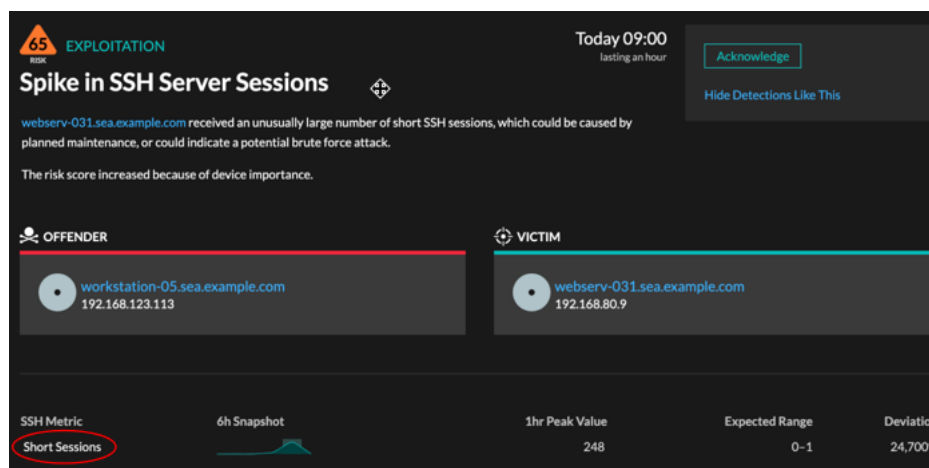 65
RISK
EXPLOITATION
Spike in SSH Server Sessions
Today 09:00
lasting an hour
Acknowledge
Hide Detections Like This
webserv-031.sea.example.com received an unusually large number of short SSH sessions, which could be caused by
planned maintenance, or could indicate a potential brute force attack.
The risk score increased because of device importance.
OFFENDER
workstation-05.sea.example.com
192.168.123.113
VICTIM
webserv-031.sea.example.com
192.168.80.9
SSH Metric 6h Snapshot 1hr Peak Value Expected Range Deviatio
Short Sessions 248 0–1 24,700